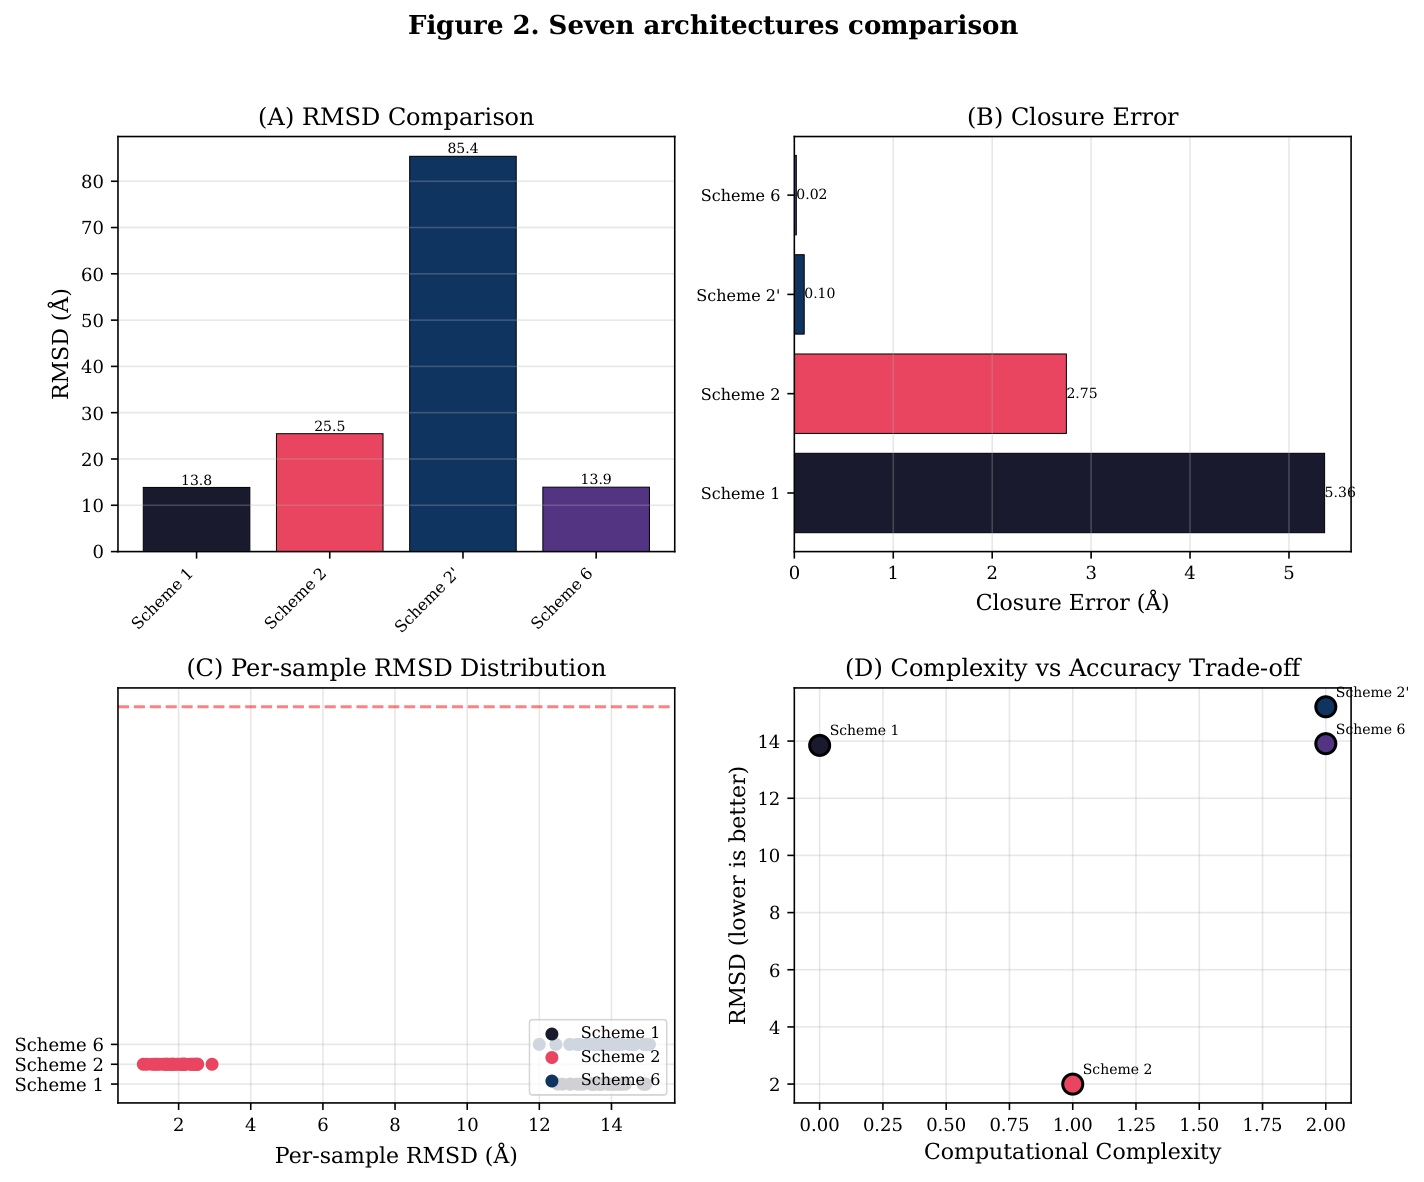 Figure 2. Seven architectures comparison
(A) RMSD Comparison
RMSD (Å)
80
70
60
50
40
30
20
10
0
13.8
25.5
85.4
13.9
Scheme 1
Scheme 2
Scheme 2'
Scheme 6
(B) Closure Error
Scheme 6
0.02
Scheme 2'
0.10
Scheme 2
2.75
Scheme 1
5.36
0 1 2 3 4 5
Closure Error (Å)
(C) Per-sample RMSD Distribution
Scheme 6
Scheme 2
Scheme 1
Scheme 1
Scheme 2
Scheme 6
2 4 6 8 10 12 14
Per-sample RMSD (Å)
(D) Complexity vs Accuracy Trade-off
RMSD (lower is better)
14
12
10
8
6
4
2
Scheme 2'
Scheme 1
Scheme 6
Scheme 2
0.00 0.25 0.50 0.75 1.00 1.25 1.50 1.75 2.00
Computational Complexity